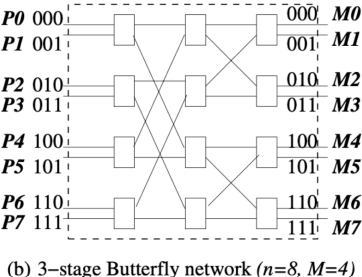 P0 000 000 M0
P1 001 001 M1
P2 010 010 M2
P3 011 011 M3
P4 100 100 M4
P5 101 101 M5
P6 110 110 M6
P7 111 111 M7
(b) 3−stage Butterfly network (n=8, M=4)